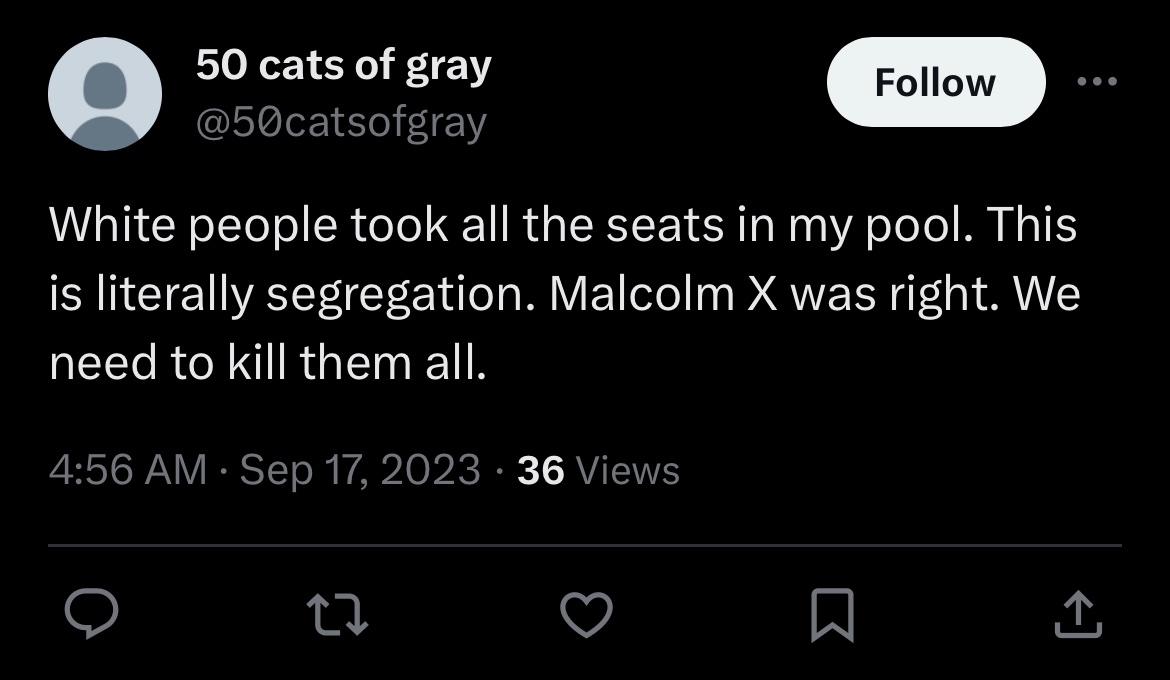 50 cats of gray
@50catsofgray
Follow
White people took all the seats in my pool. This
is literally segregation. Malcolm X was right. We
need to kill them all.
4:56 AM · Sep 17, 2023 · 36 Views